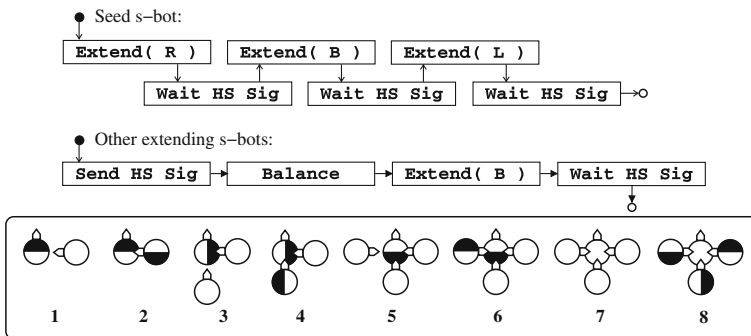 Seed s-bot:
Extend( R ) Extend( B ) Extend( L )
Wait HS Sig Wait HS Sig Wait HS Sig
Other extending s-bots:
Send HS Sig Balance Extend( B ) Wait HS Sig
1 2 3 4 5 6 7 8